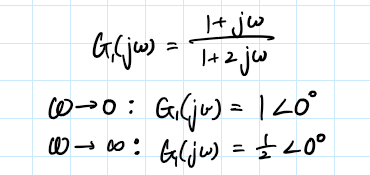 G₁(jω) = (1 + jω)/(1 + 2jω)
ω → 0 : G₁(jω) = 1∠0°
ω → ∞ : G₁(jω) = 1/2 ∠0°